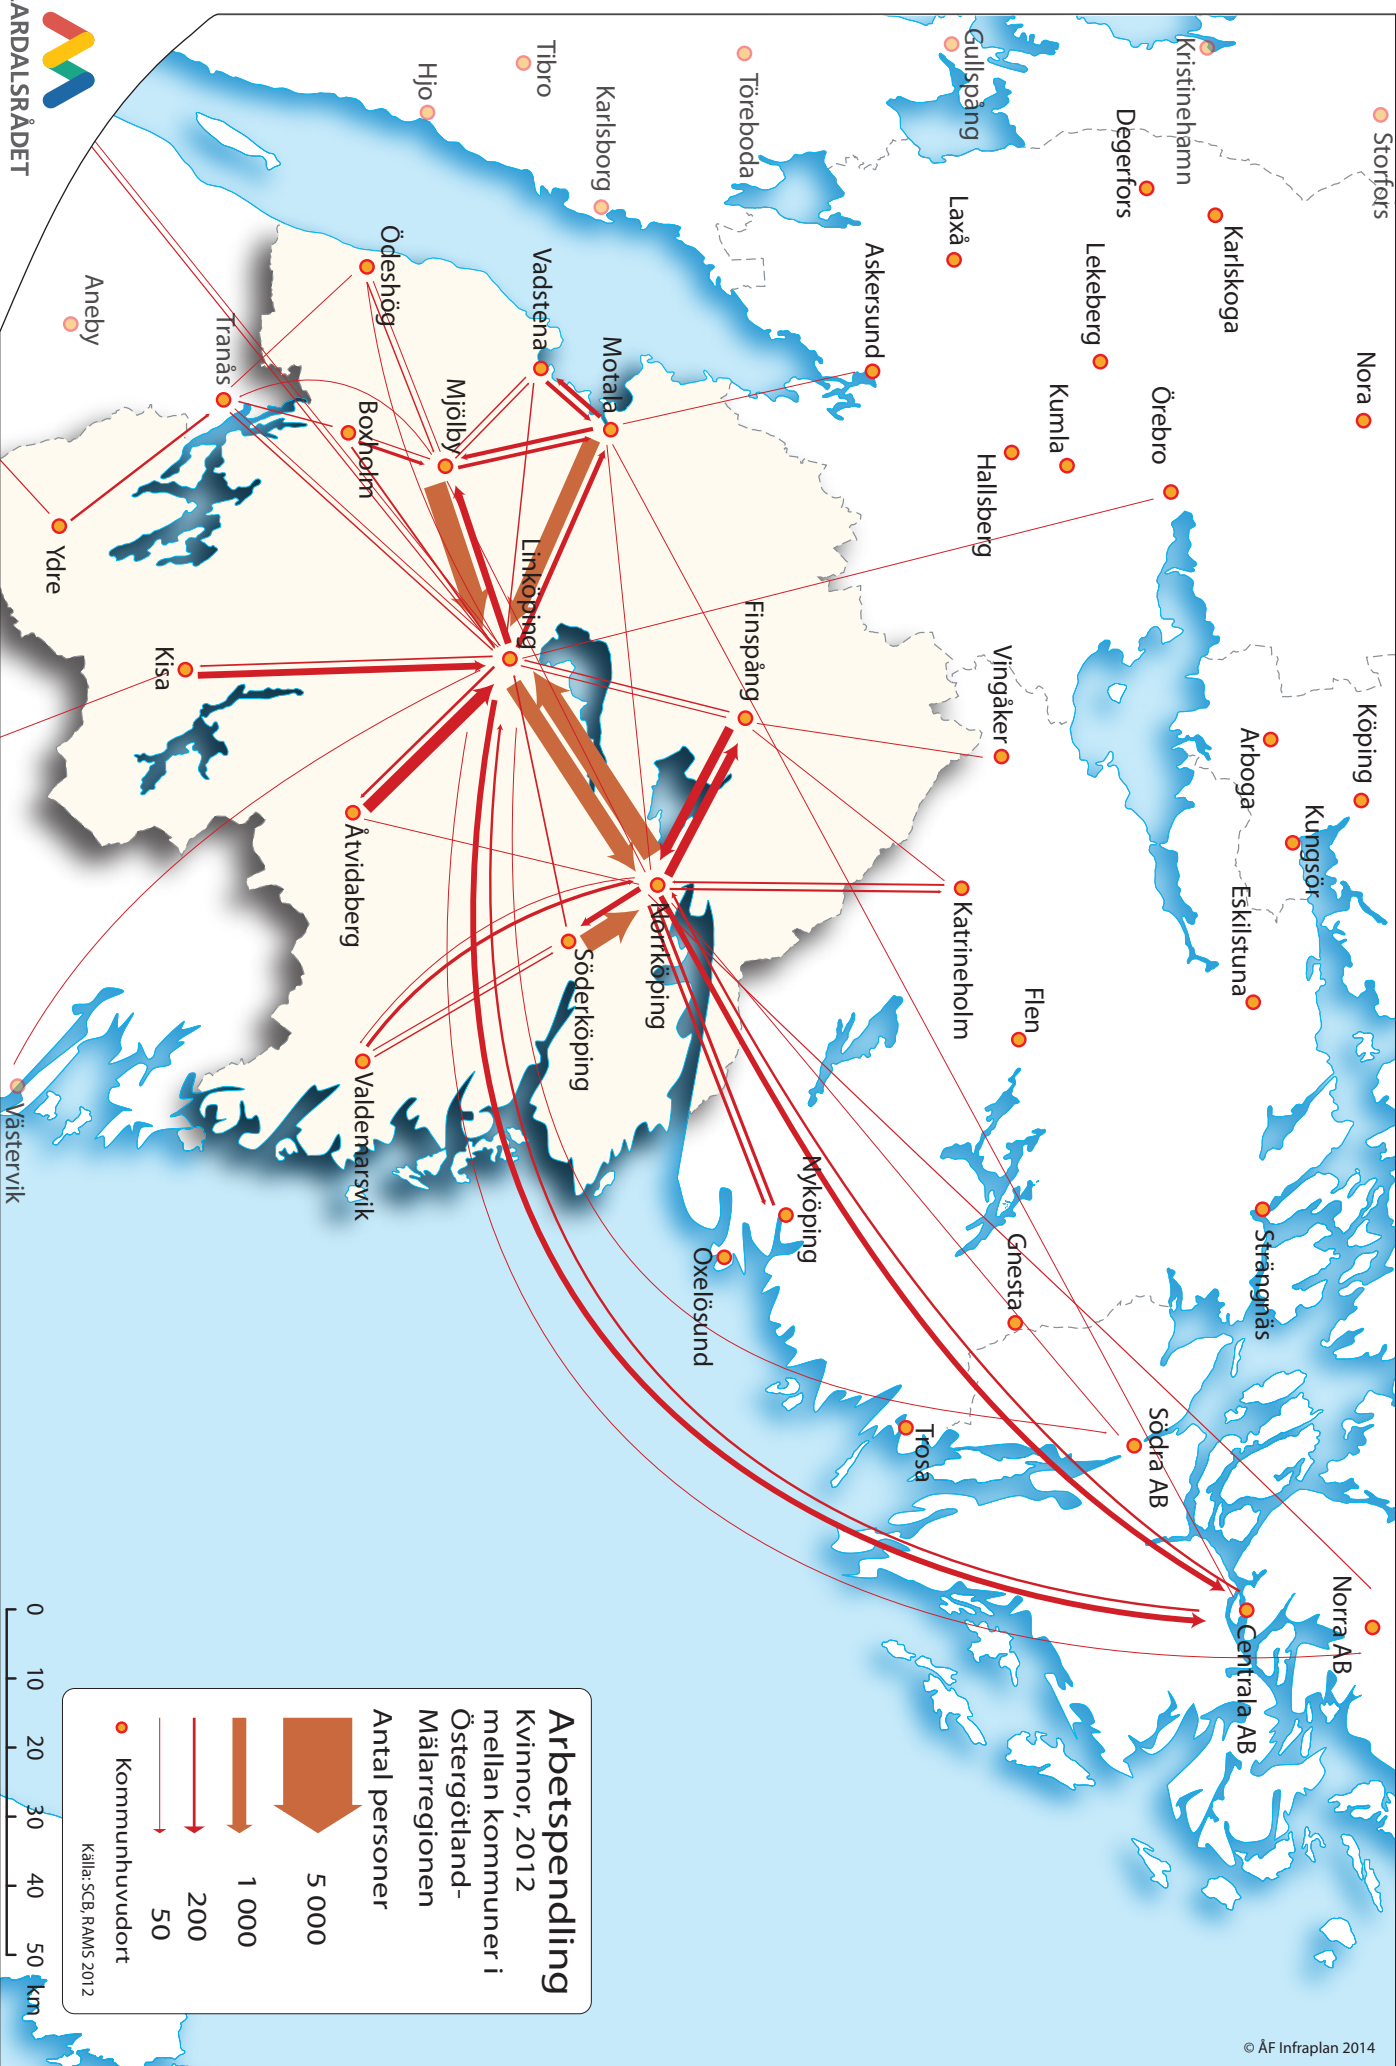 ARDALSRÅDET
Storfors
Kristinehamn
Degerfors
Karlskoga
Gullspång
Laxå
Lekeberg
Nora
Töreboda
Tibro
Karlsborg
Hjo
Askersund
Kumla
Örebro
Hallsberg
Ödeshög
Vadstena
Motala
Aneby
Tranås
Boxholm
Mjölby
Ydre
Linköping
Finspång
Vingåker
Kisa
Arboga
Köping
Kungsör
Eskilstuna
Åtvidaberg
Norrköping
Katrineholm
Flen
Söderköping
Valdemarsvik
Västervik
Nyköping
Oxelösund
Gnesta
Strängnäs
Trosa
Södra AB
Norra AB
Centrala AB
Arbetspendling
Kvinnor, 2012
mellan kommuner i
Östergötland-
Mälarregionen
Antal personer
5 000
1 000
200
50
Kommunhuvudort
Källa:SCB, RAMS 2012
0 10 20 30 40 50 km
© ÅF Infraplan 2014